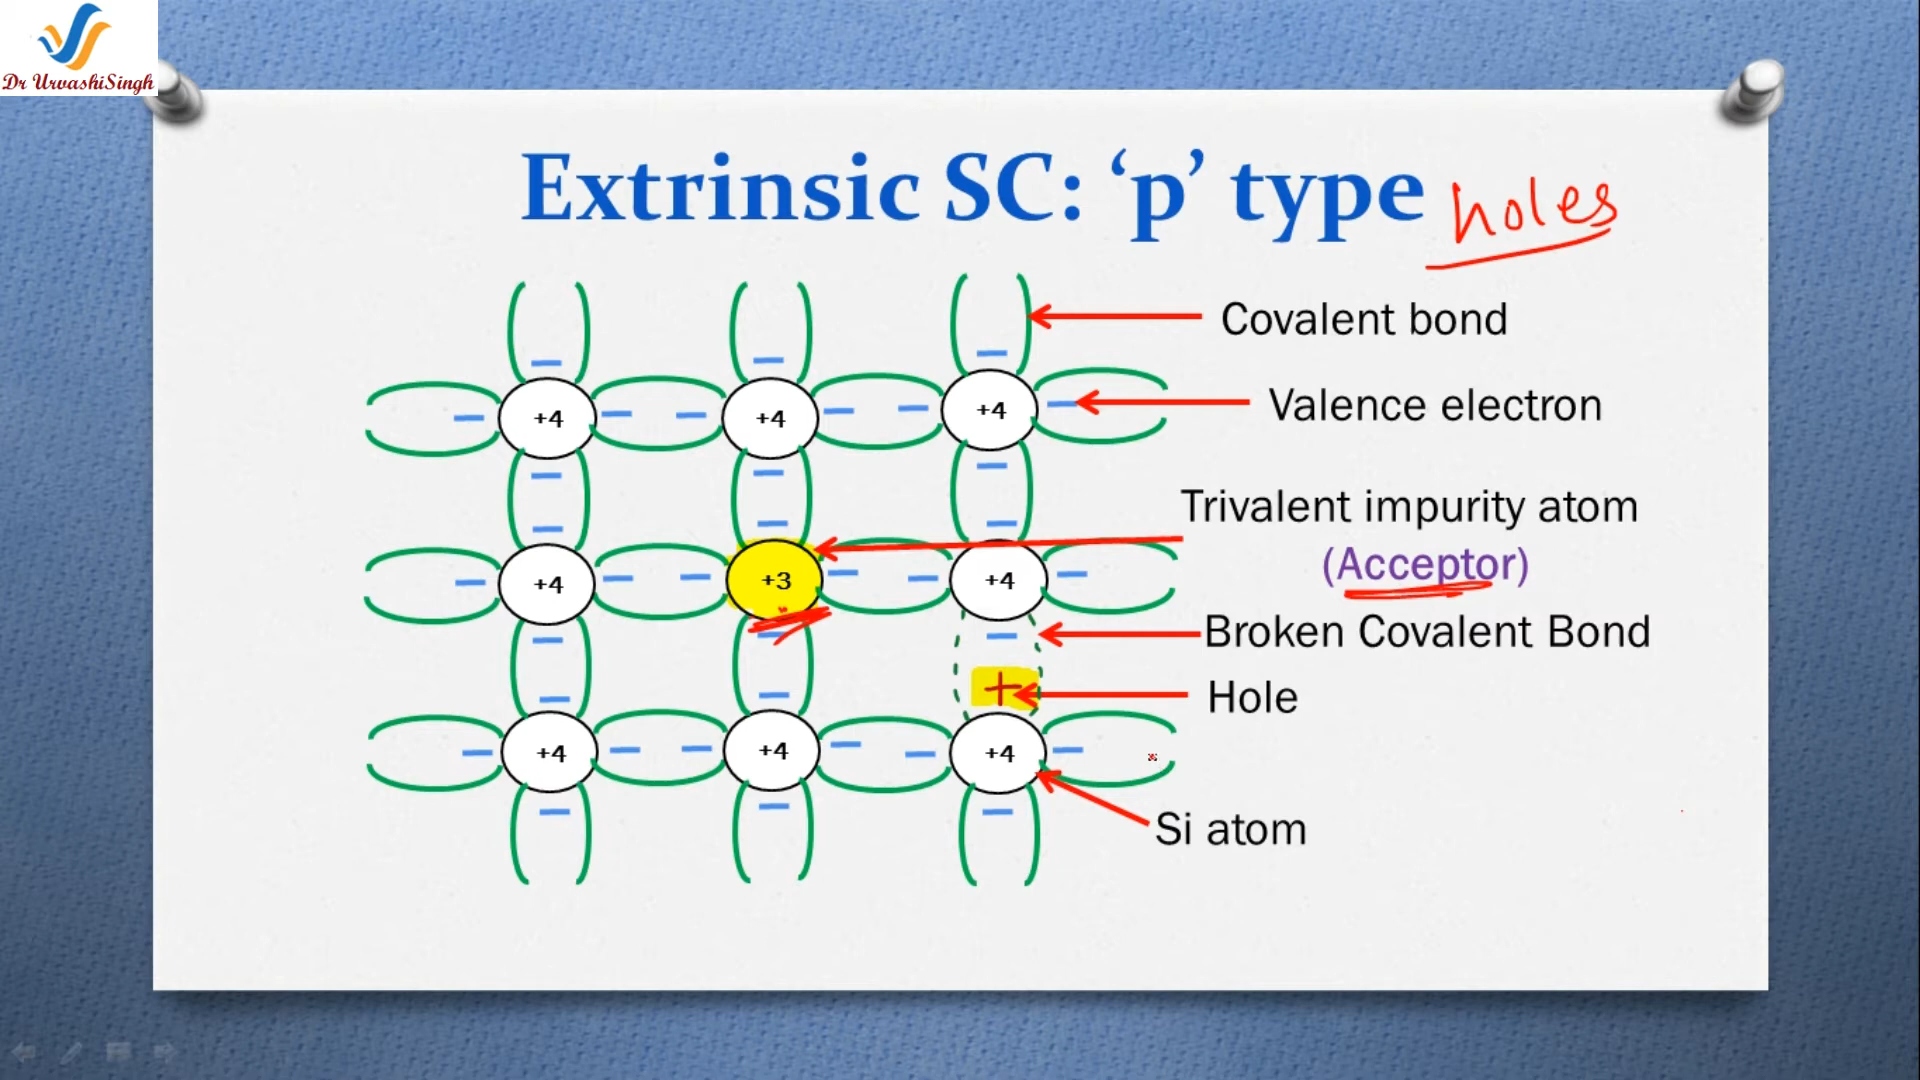 Dr UrvashiSingh
Extrinsic SC: ‘p’ type holes
Covalent bond
Valence electron
+4 +4 +4
Trivalent impurity atom
(Acceptor)
+4 +3 +4
Broken Covalent Bond
+ Hole
+4 +4 +4
Si atom